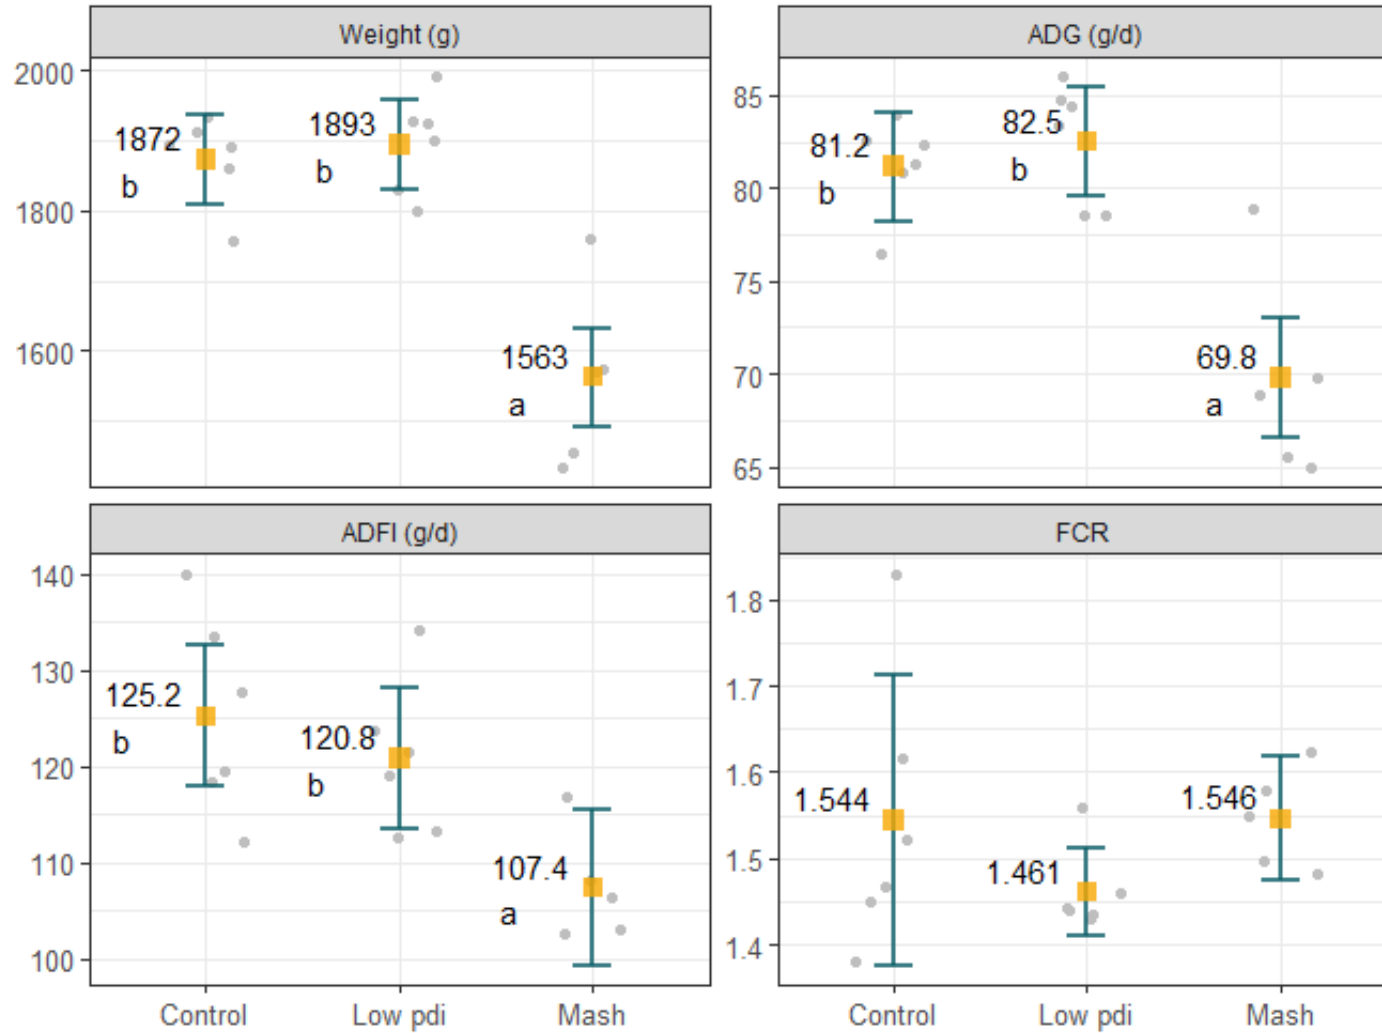 Weight (g)
ADG (g/d)
2000
1800
1600
1872
b
1893
b
1563
a
85
80
75
70
65
81.2
b
82.5
b
69.8
a
ADFI (g/d)
FCR
140
130
120
110
100
125.2
b
120.8
b
107.4
a
1.8
1.7
1.6
1.5
1.4
1.544
1.461
1.546
Control Low pdi Mash
Control Low pdi Mash